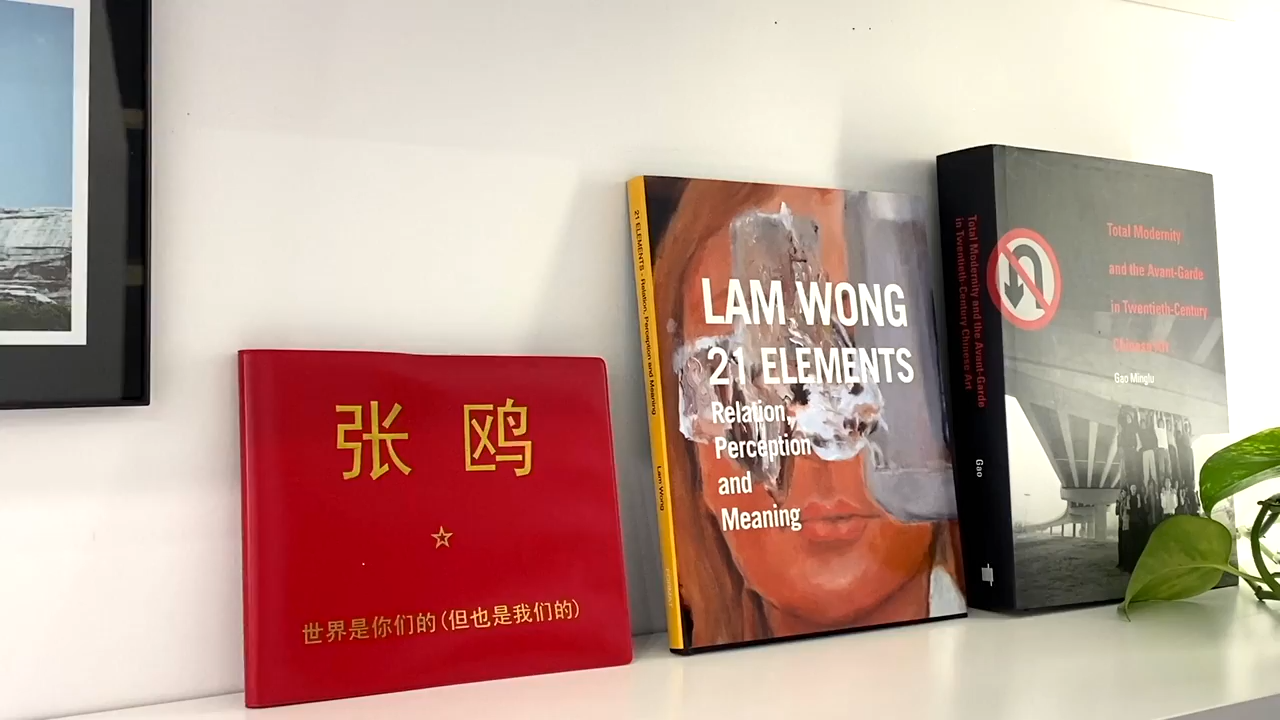 张 鸥
世界是你们的(但也是我们的)
21 ELEMENTS - Relation, Perception and Meaning
Lam Wong
LAM WONG
21 ELEMENTS
Relation,
Perception
and
Meaning
Total Modernity and the Avant-Garde
in Twentieth-Century Chinese Art
Gao
Total Modernity
and the Avant-Garde
in Twentieth-Century
Chinese Art
Gao Minglu